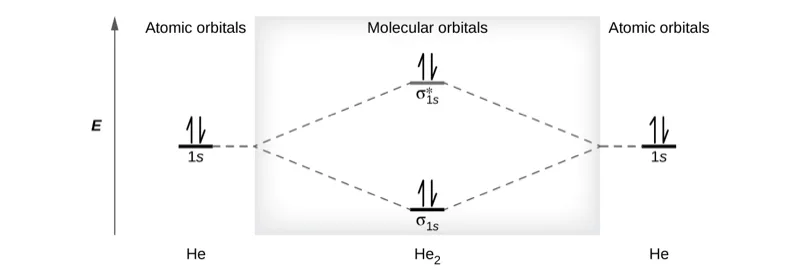 Atomic orbitals Molecular orbitals Atomic orbitals
σ*1s
E
1s 1s
σ1s
He He2 He